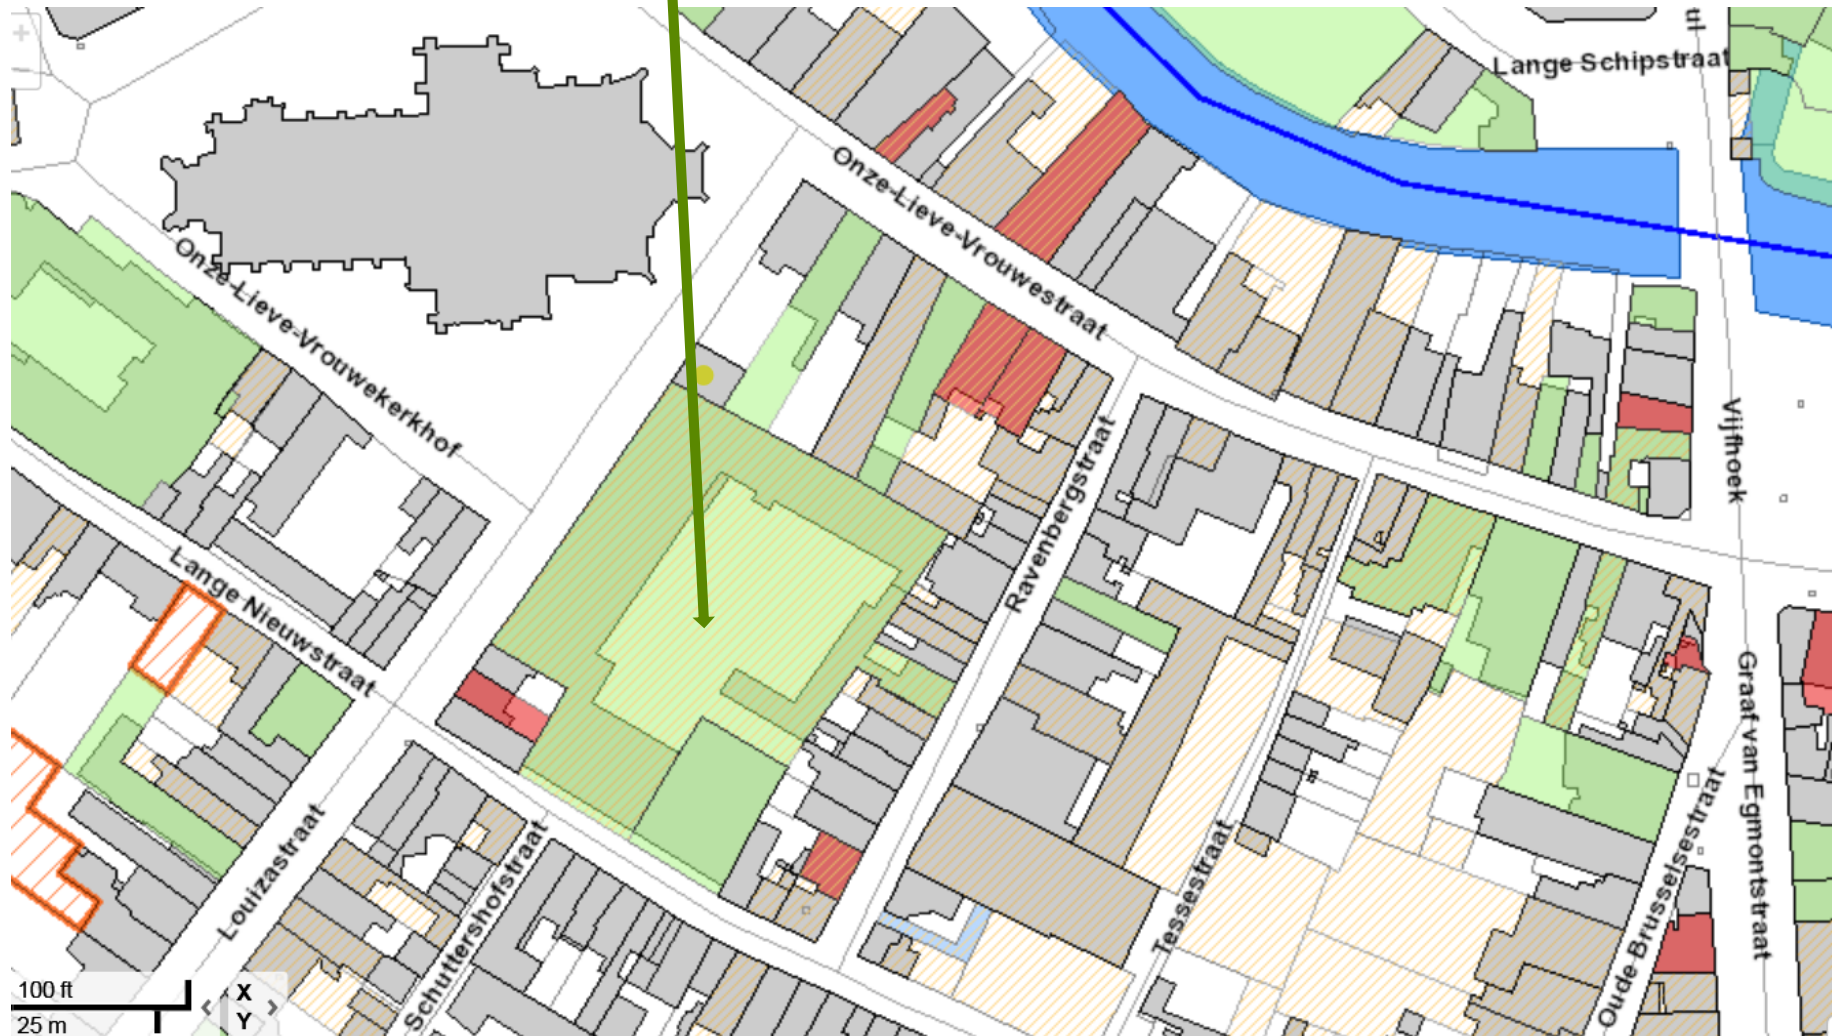 Lange Schipstraat
Onze-Lieve-Vrouwestraat
Onze-Lieve-Vrouwekerkhof
Vijfhoek
Ravenbergstraat
Lange Nieuwstraat
Graaf van Egmontstraat
Louizastraat
Schuttershofstraat
Tessestraat
Oude Brusselsestraat
100 ft
25 m
X
Y